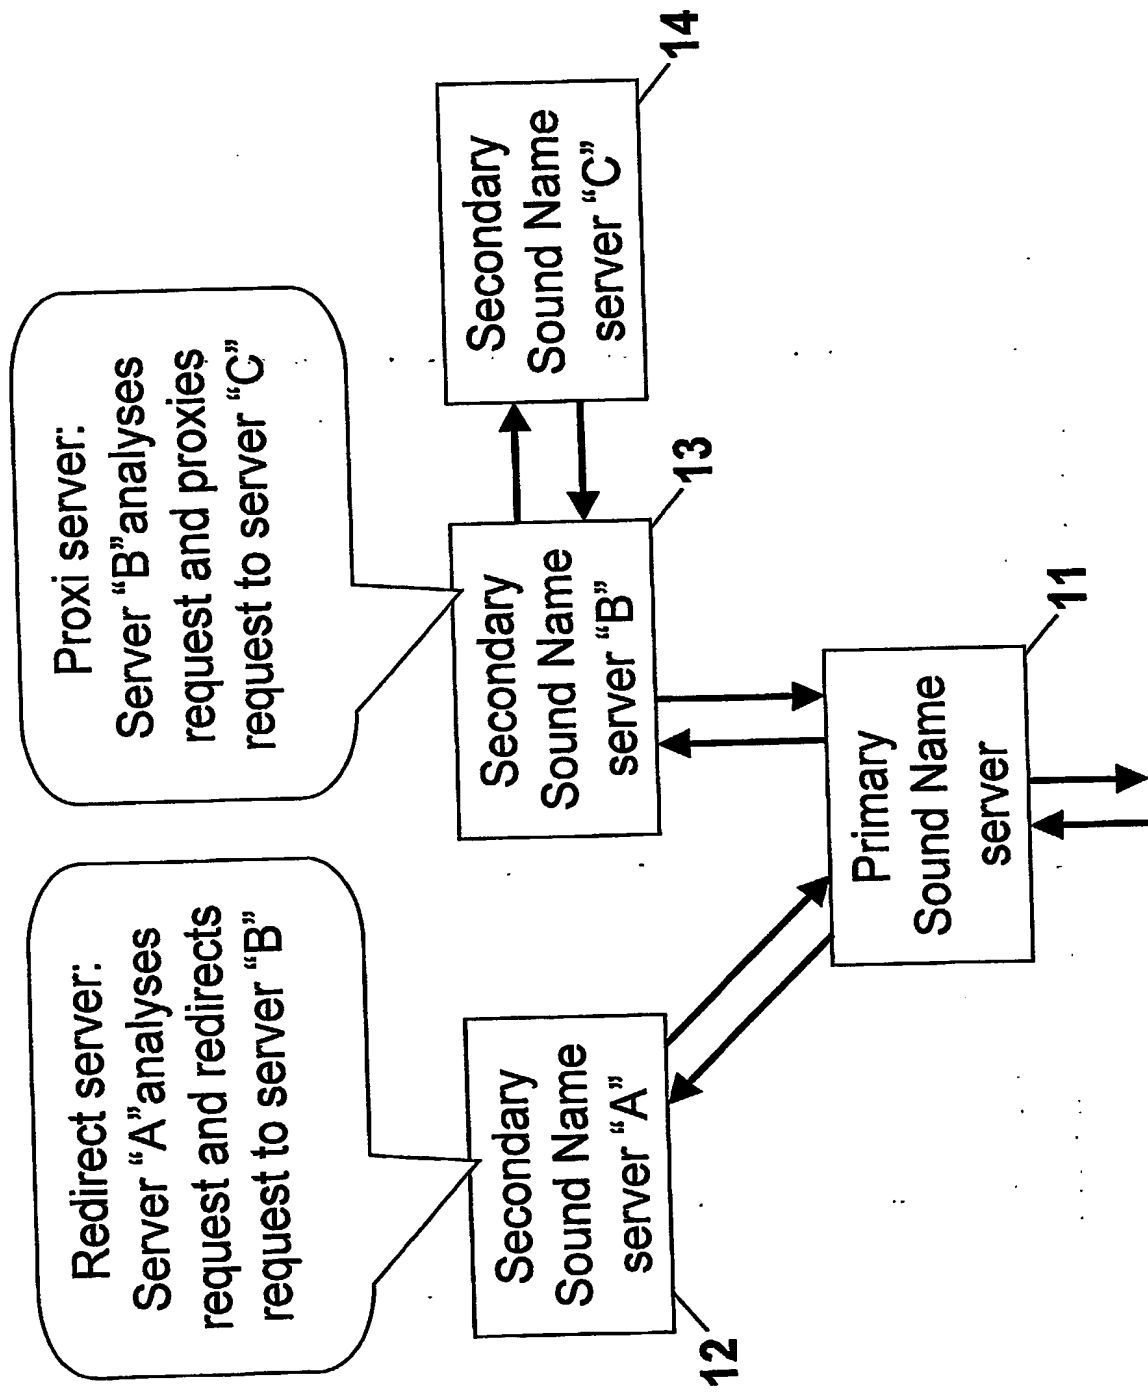 Redirect server:
Server “A”analyses
request and redirects
request to server “B”
Proxi server:
Server “B”analyses
request and proxies
request to server “C”
Secondary
Sound Name
server “A”
12
Secondary
Sound Name
server “B”
13
Secondary
Sound Name
server “C”
14
Primary
Sound Name
server
11